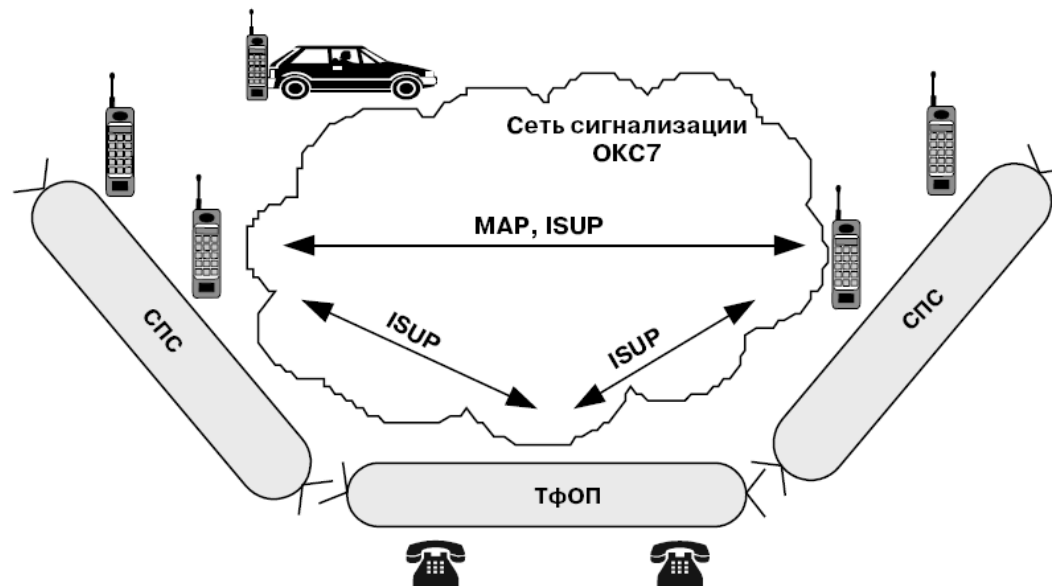 Сеть сигнализации
ОКС7
MAP, ISUP
ISUP
ISUP
СПС
СПС
ТфОП